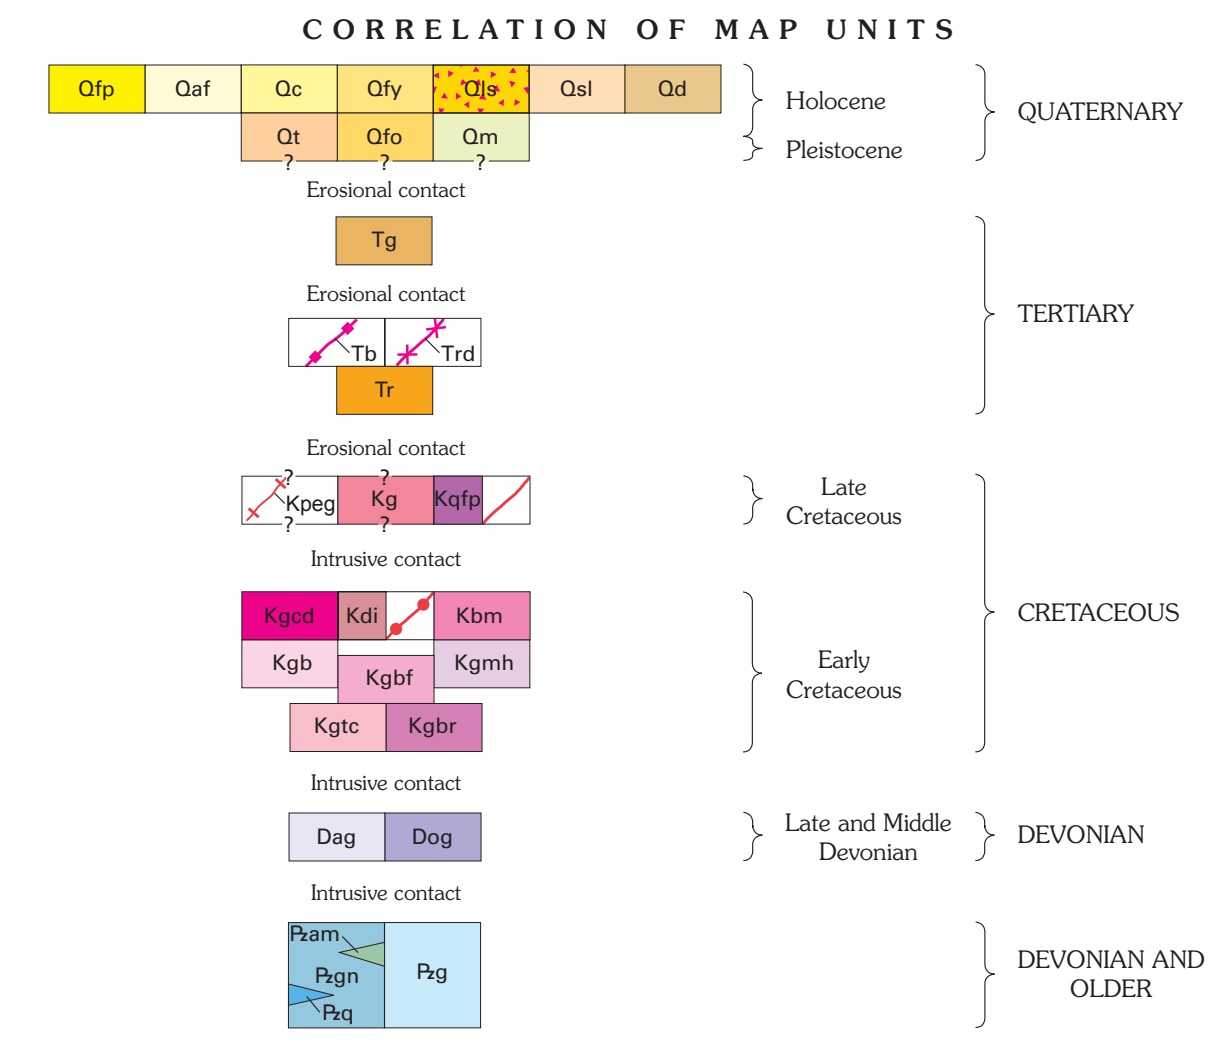 CORRELATION OF MAP UNITS
Qfp Qaf Qc Qfy Qls Qsl Qd
Holocene
QUATERNARY
Qt Qfo Qm
Pleistocene
? ? ?
Erosional contact
Tg
Erosional contact
TERTIARY
Tb Trd
Tr
Erosional contact
? ?
Kpeg Kg Kqfp
? ?
Late
Cretaceous
Intrusive contact
CRETACEOUS
Kgcd Kdi Kbm
Kgb Kgbf Kgmh
Early
Cretaceous
Kgtc Kgbr
Intrusive contact
Dag Dog
Late and Middle
Devonian
DEVONIAN
Intrusive contact
Pzam
Pzgn Pzg
Pzq
DEVONIAN AND
OLDER